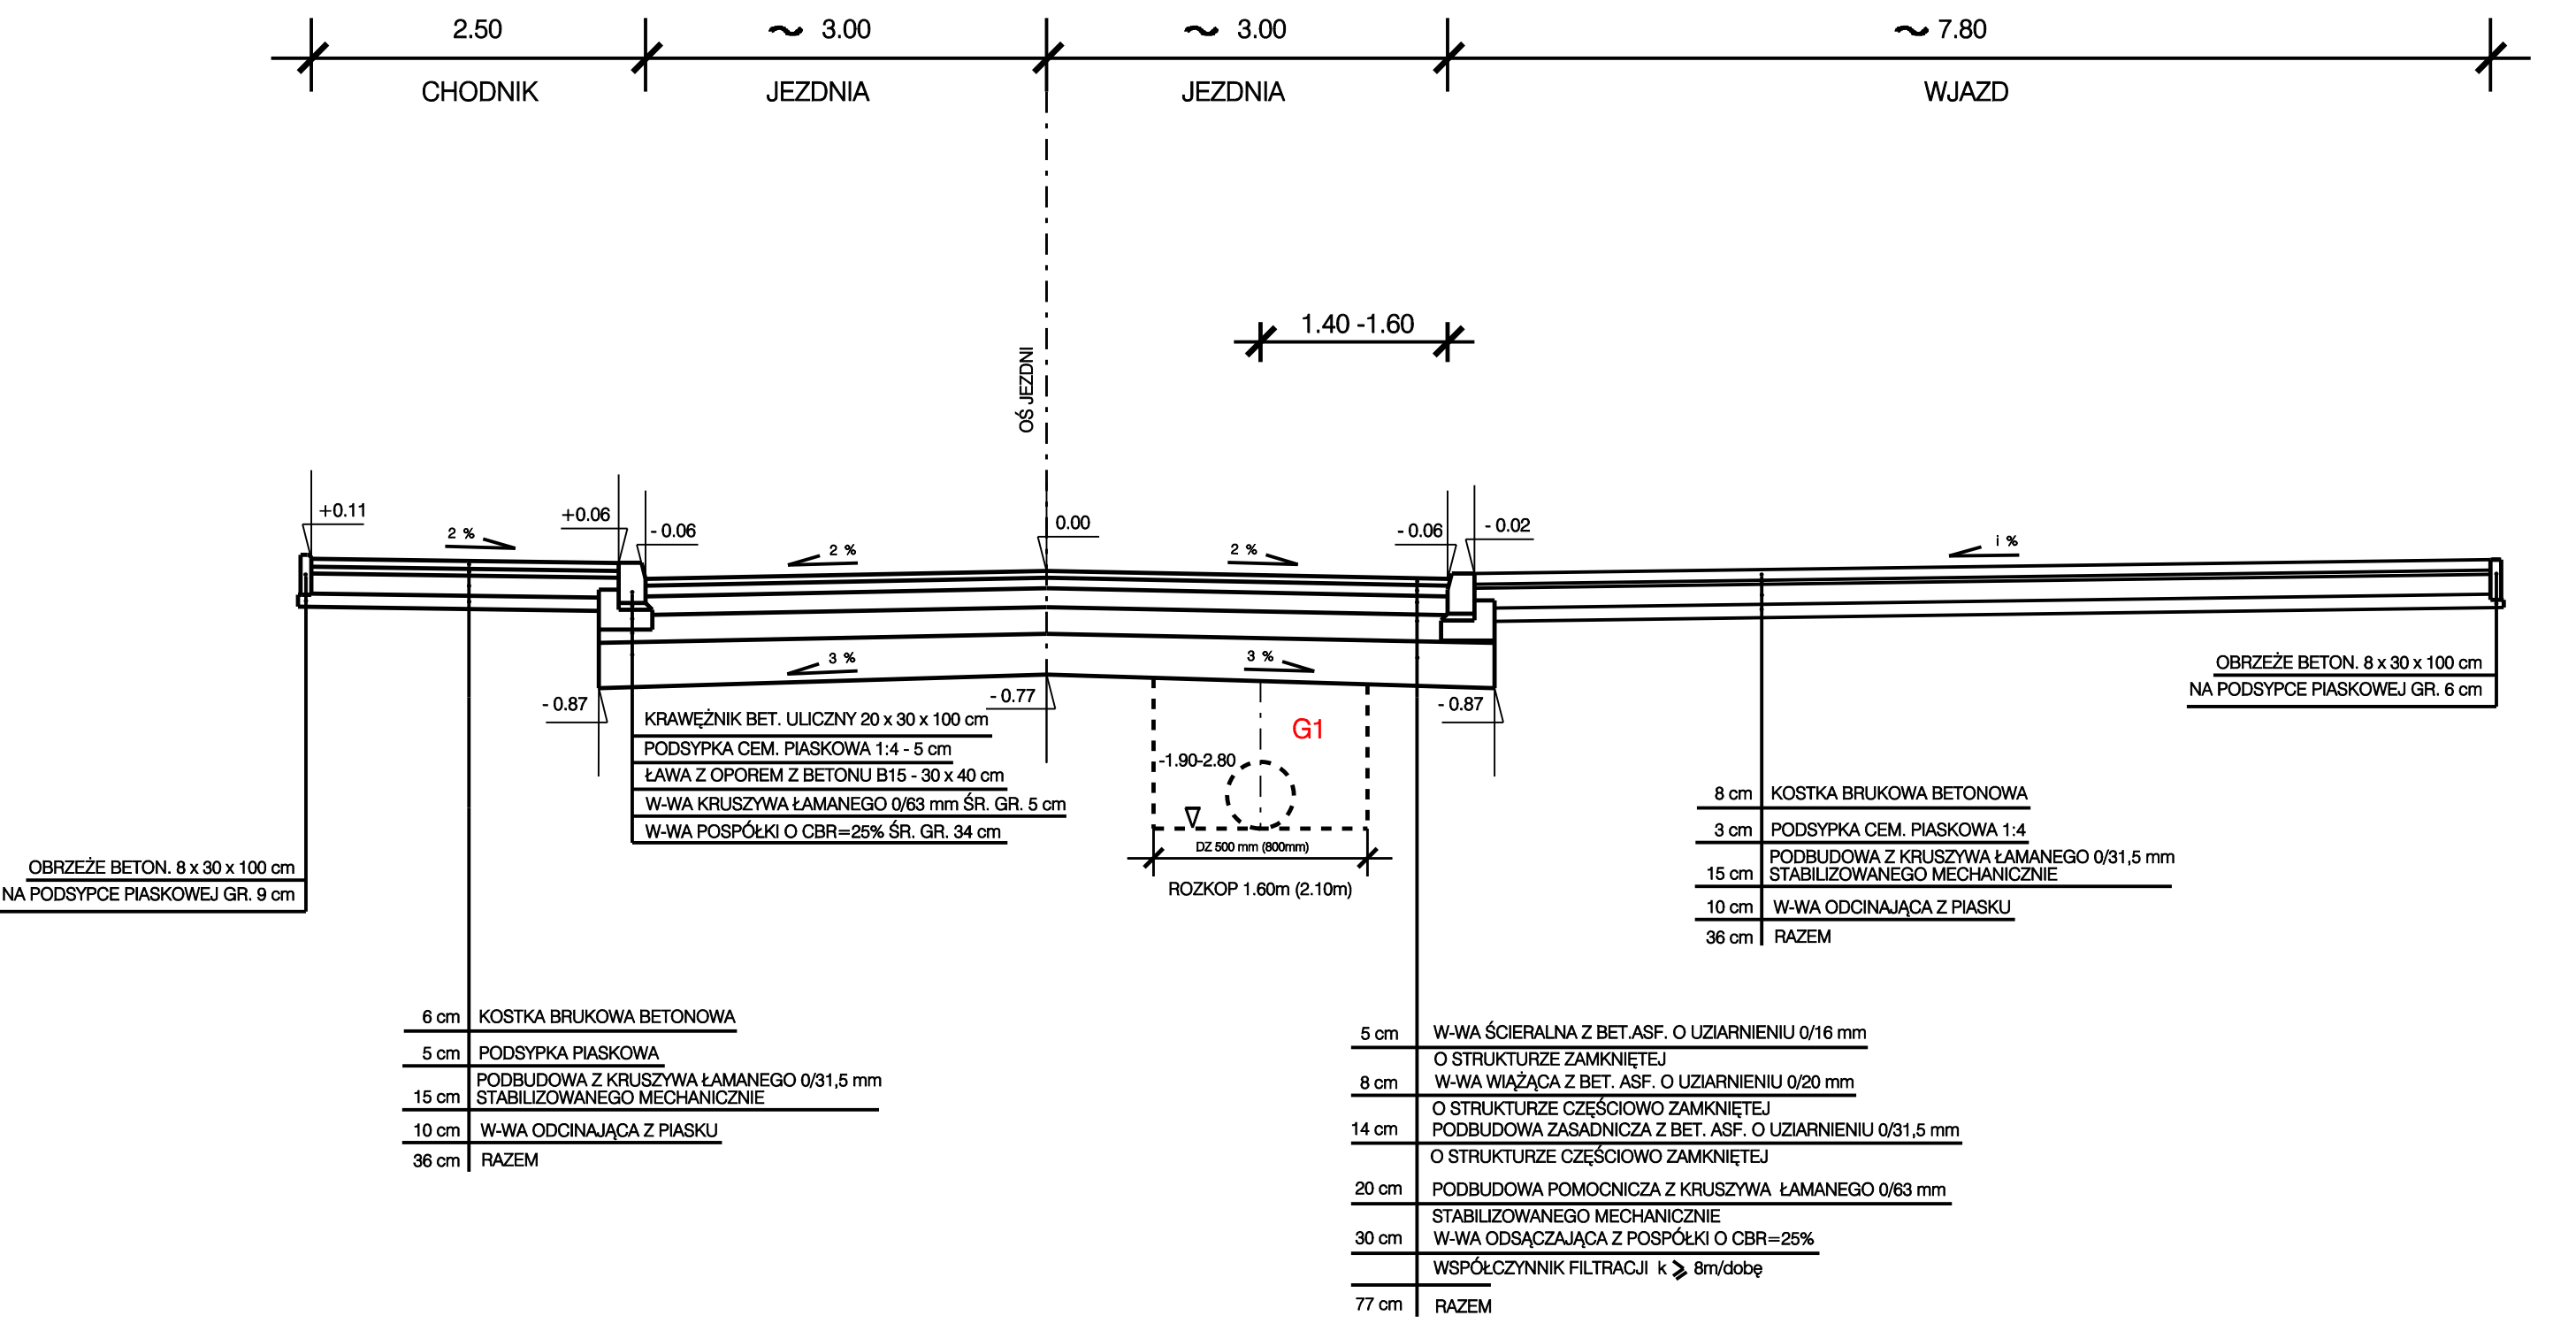 2.50
~ 3.00
~ 3.00
~ 7.80
CHODNIK
JEZDNIA
JEZDNIA
WJAZD
1.40 -1.60
OŚ JEZDNI
+0.11
+0.06
- 0.06
0.00
- 0.06
- 0.02
2 %
2 %
2 %
i %
3 %
3 %
- 0.87
- 0.77
- 0.87
OBRZEŻE BETON. 8 x 30 x 100 cm
NA PODSYPCE PIASKOWEJ GR. 6 cm
KRAWĘŻNIK BET. ULICZNY 20 x 30 x 100 cm
PODSYPKA CEM. PIASKOWA 1:4 - 5 cm
ŁAWA Z OPOREM Z BETONU B15 - 30 x 40 cm
W-WA KRUSZYWA ŁAMANEGO 0/63 mm ŚR. GR. 5 cm
W-WA POSPÓŁKI O CBR=25% ŚR. GR. 34 cm
G1
-1.90-2.80
DZ 500 mm (800mm)
ROZKOP 1.60m (2.10m)
8 cm KOSTKA BRUKOWA BETONOWA
3 cm PODSYPKA CEM. PIASKOWA 1:4
PODBUDOWA Z KRUSZYWA ŁAMANEGO 0/31,5 mm
15 cm STABILIZOWANEGO MECHANICZNIE
10 cm W-WA ODCINAJĄCA Z PIASKU
36 cm RAZEM
OBRZEŻE BETON. 8 x 30 x 100 cm
NA PODSYPCE PIASKOWEJ GR. 9 cm
6 cm KOSTKA BRUKOWA BETONOWA
5 cm PODSYPKA PIASKOWA
PODBUDOWA Z KRUSZYWA ŁAMANEGO 0/31,5 mm
15 cm STABILIZOWANEGO MECHANICZNIE
10 cm W-WA ODCINAJĄCA Z PIASKU
36 cm RAZEM
5 cm W-WA ŚCIERALNA Z BET.ASF. O UZIARNIENIU 0/16 mm
O STRUKTURZE ZAMKNIĘTEJ
8 cm W-WA WIĄŻĄCA Z BET. ASF. O UZIARNIENIU 0/20 mm
O STRUKTURZE CZĘŚCIOWO ZAMKNIĘTEJ
14 cm PODBUDOWA ZASADNICZA Z BET. ASF. O UZIARNIENIU 0/31,5 mm
O STRUKTURZE CZĘŚCIOWO ZAMKNIĘTEJ
20 cm PODBUDOWA POMOCNICZA Z KRUSZYWA ŁAMANEGO 0/63 mm
STABILIZOWANEGO MECHANICZNIE
30 cm W-WA ODSĄCZAJĄCA Z POSPÓŁKI O CBR=25%
WSPÓŁCZYNNIK FILTRACJI k ⩾ 8m/dobę
77 cm RAZEM